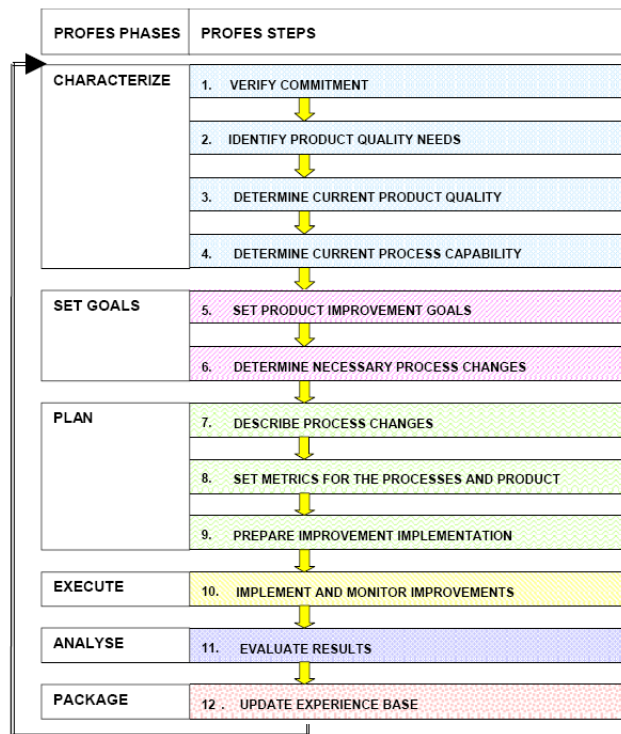 PROFES PHASES PROFES STEPS
CHARACTERIZE 1. VERIFY COMMITMENT
2. IDENTIFY PRODUCT QUALITY NEEDS
3. DETERMINE CURRENT PRODUCT QUALITY
4. DETERMINE CURRENT PROCESS CAPABILITY
SET GOALS 5. SET PRODUCT IMPROVEMENT GOALS
6. DETERMINE NECESSARY PROCESS CHANGES
PLAN 7. DESCRIBE PROCESS CHANGES
8. SET METRICS FOR THE PROCESSES AND PRODUCT
9. PREPARE IMPROVEMENT IMPLEMENTATION
EXECUTE 10. IMPLEMENT AND MONITOR IMPROVEMENTS
ANALYSE 11. EVALUATE RESULTS
PACKAGE 12 . UPDATE EXPERIENCE BASE